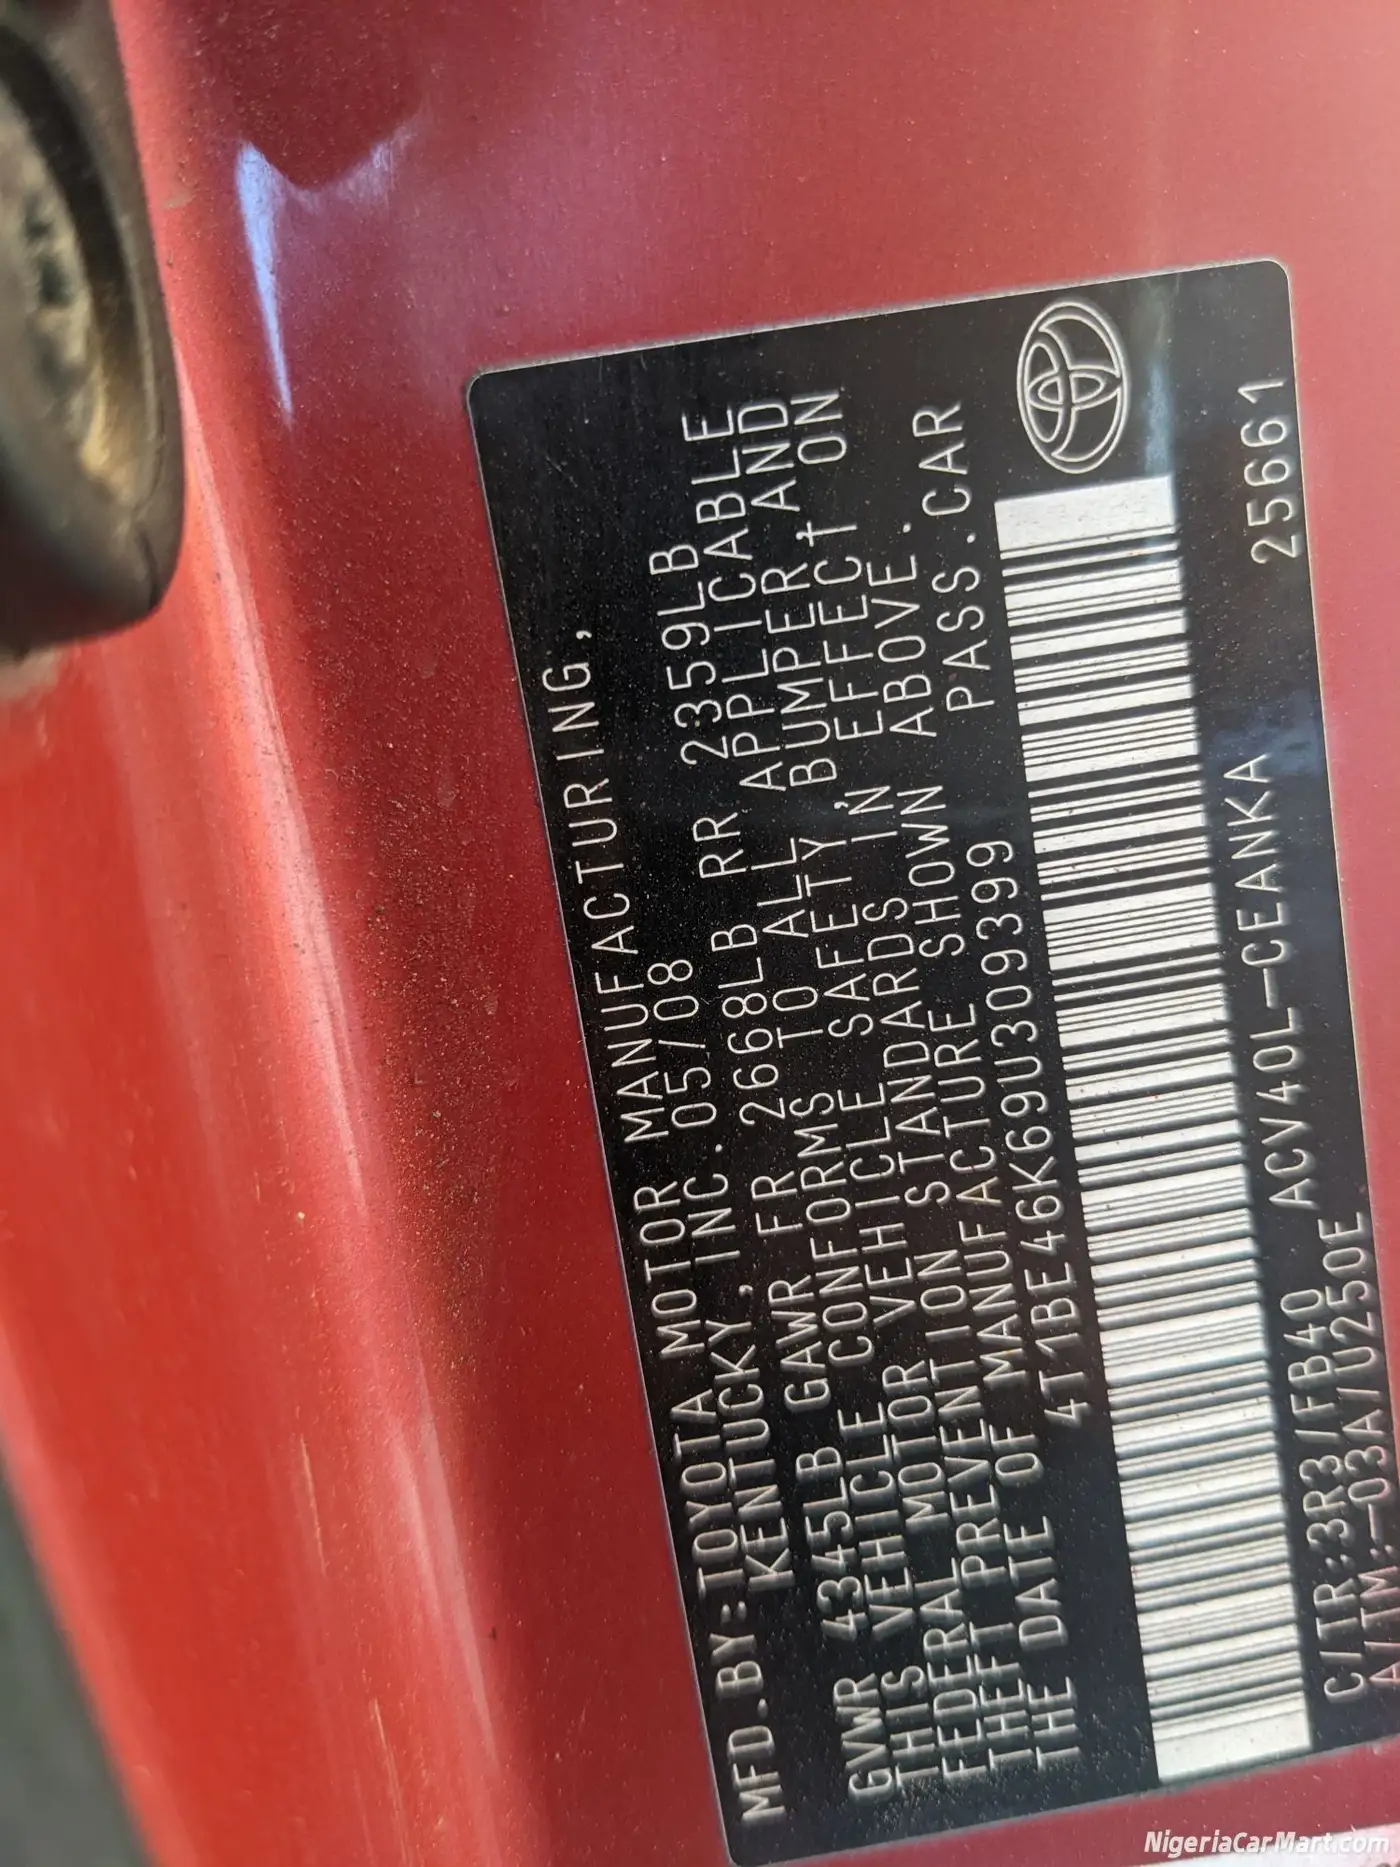 MFD.BY:TOYOTA MOTOR MANUFACTURING,
KENTUCKY, INC. 05/08
GVWR 4345LB GAWR FR 2668LB RR 2359LB
THIS VEHICLE CONFORMS TO ALL APPLICABLE
FEDERAL MOTOR VEHICLE SAFETY, BUMPER, AND
THEFT PREVENTION STANDARDS IN EFFECT ON
THE DATE OF MANUFACTURE SHOWN ABOVE.
4T1BE46K69U309399 PASS.CAR
C/TR:3R3/FB40 ACV40L-CEANKA 25661
A/TM:-03A/U250E
NigeriaCarMart.com